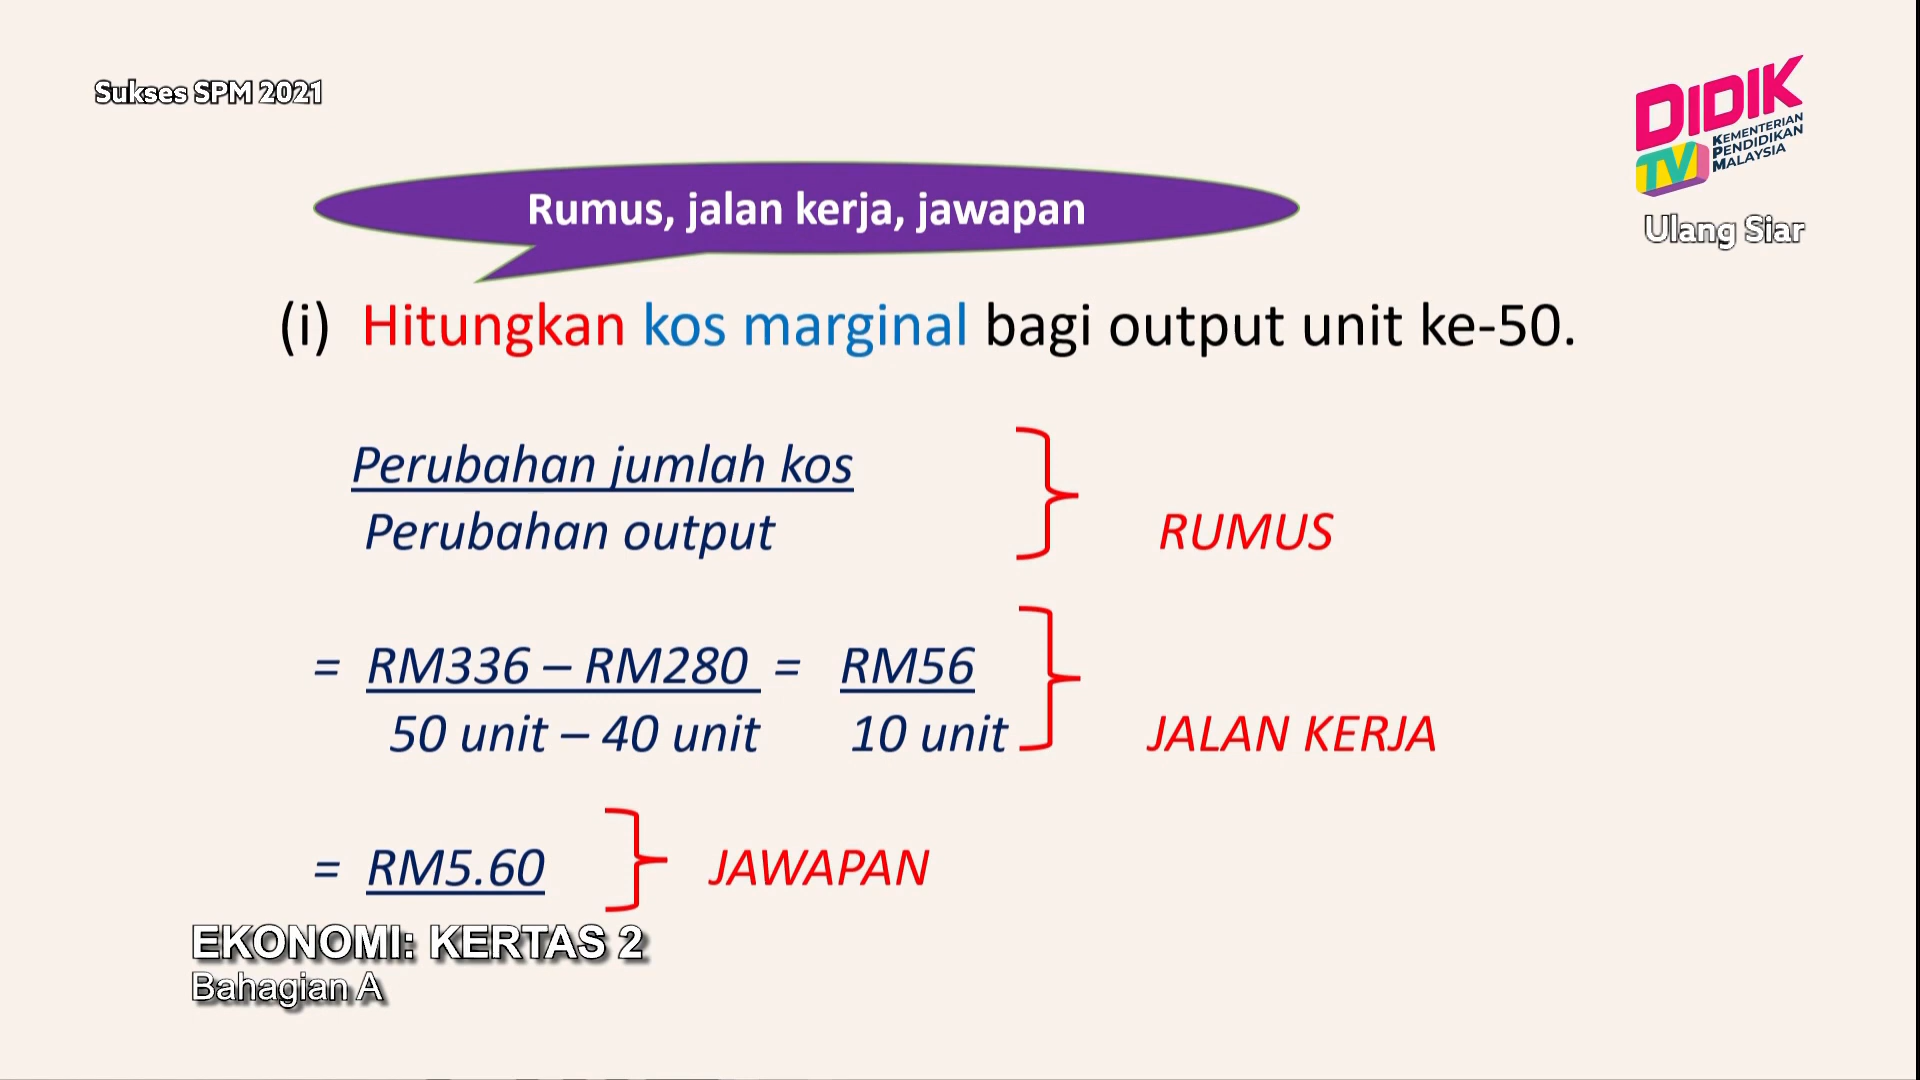 Sukses SPM 2021
DIDIK
TV
KEMENTERIAN
PENDIDIKAN
MALAYSIA
Ulang Siar
Rumus, jalan kerja, jawapan
(i) Hitungkan kos marginal bagi output unit ke-50.
Perubahan jumlah kos
Perubahan output
RUMUS
= RM336 – RM280 = RM56
50 unit – 40 unit 10 unit
JALAN KERJA
= RM5.60
JAWAPAN
EKONOMI: KERTAS 2
Bahagian A